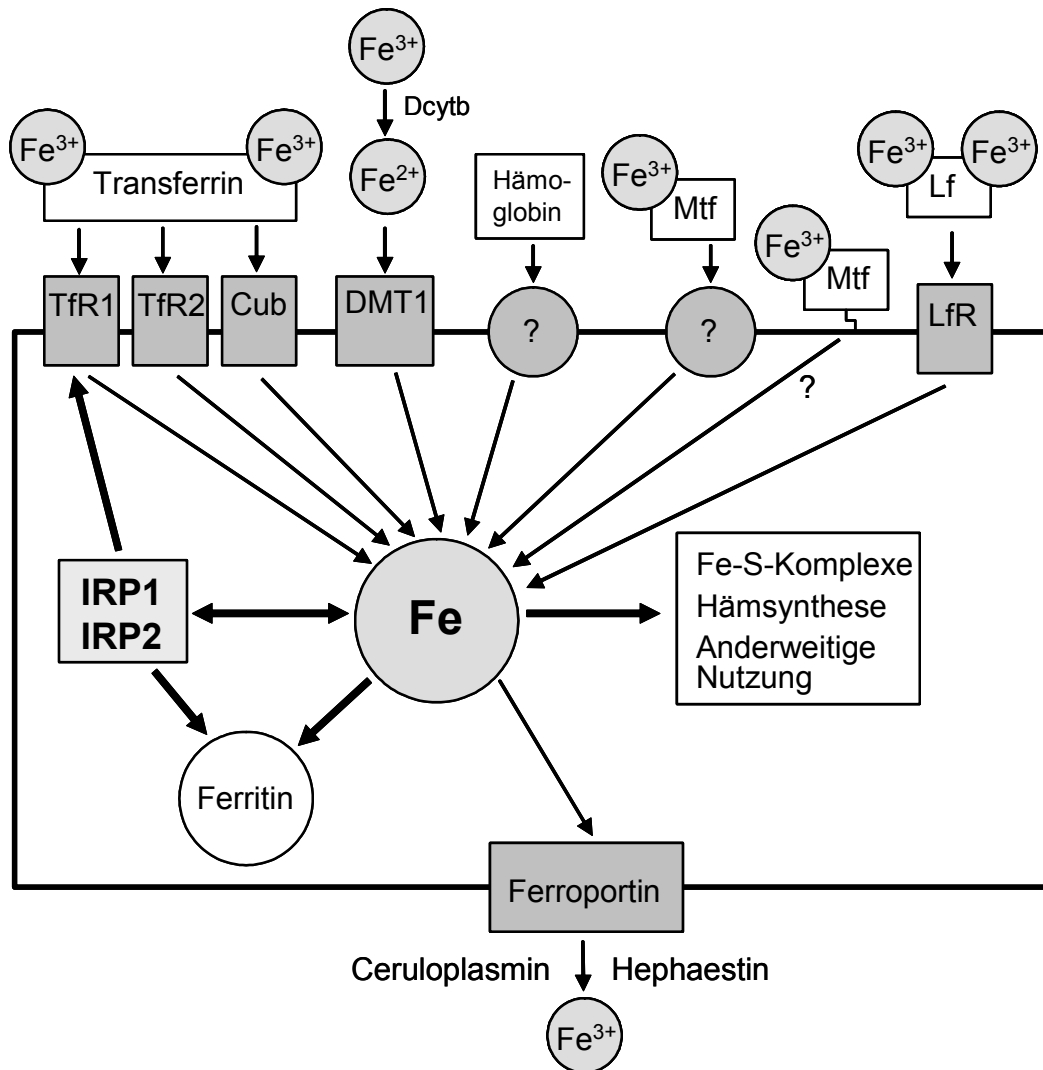 Fe3+
Dcytb
Fe3+
Fe3+
Transferrin
Fe2+
Hämo-
globin
Fe3+
Mtf
Fe3+
Mtf
Fe3+
Fe3+
Lf
TfR1
TfR2
Cub
DMT1
?
?
LfR
?
IRP1
IRP2
Fe
Fe-S-Komplexe
Hämsynthese
Anderweitige
Nutzung
Ferritin
Ferroportin
Ceruloplasmin
Hephaestin
Fe3+